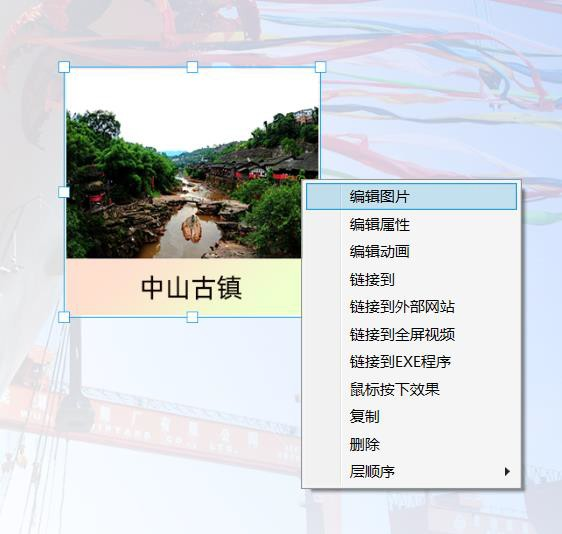 中山古镇
编辑图片
编辑属性
编辑动画
链接到
链接到外部网站
链接到全屏视频
链接到EXE程序
鼠标按下效果
复制
删除
层顺序